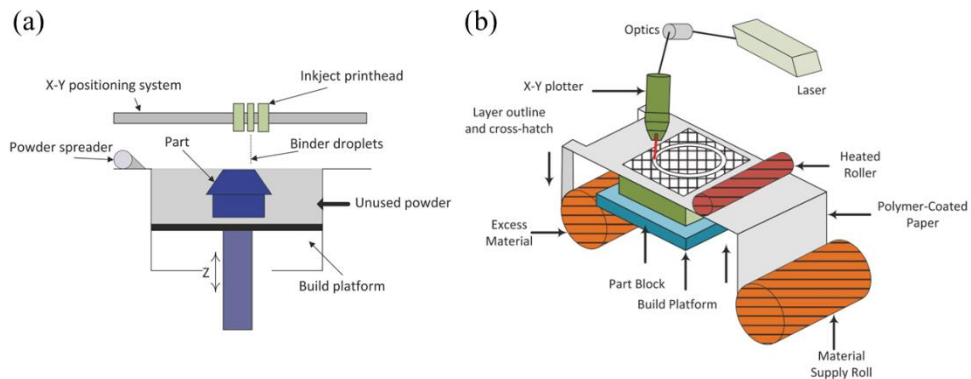 (a)
X-Y positioning system
Inkject printhead
Powder spreader
Part
Binder droplets
Unused powder
Z
Build platform
(b)
Optics
Laser
X-Y plotter
Layer outline
and cross-hatch
Heated
Roller
Polymer-Coated
Paper
Excess
Material
Part Block
Build Platform
Material
Supply Roll